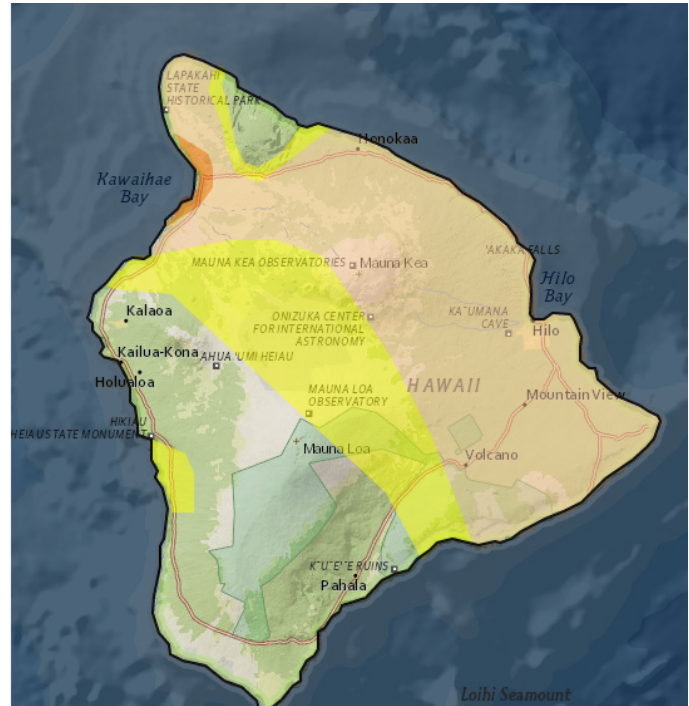 LAPAKAHI
STATE
HISTORICAL PARK
Honokaa
Kawaihae
Bay
'AKAKA FALLS
MAUNA KEA OBSERVATORIES
Mauna Kea
Hilo
Bay
Kalaoa
ONIZUKA CENTER
FOR INTERNATIONAL
ASTRONOMY
KAˉUMANA
CAVE
Hilo
Kailua-Kona
AHUA 'UMI HEIAU
Holualoa
HAWAII
MAUNA LOA
OBSERVATORY
Mountain View
HIKIAU
HEIAU STATE MONUMENT
Mauna Loa
Volcano
RUINS
Pahala
Loihi Seamount